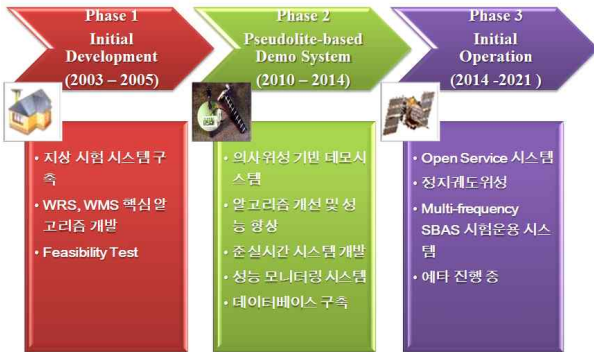 Phase 1
Initial
Development
(2003 – 2005)
Phase 2
Pseudolite-based
Demo System
(2010 – 2014)
Phase 3
Initial
Operation
(2014 -2021 )
• 지상 시험 시스템 구
축
• WRS, WMS 핵심 알
고리즘 개발
• Feasibility Test
• 의사위성 기반 데모시
스템
• 알고리즘 개선 및 성
능 향상
• 준실시간 시스템 개발
• 성능 모니터링 시스템
• 데이터베이스 구축
• Open Service 시스템
• 정지궤도위성
• Multi-frequency
SBAS 시험운용 시스
템
• 예타 진행 중